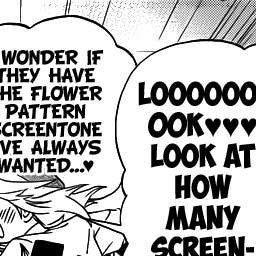 LOOOOOO
OOK♥♥♥
LOOK AT
HOW
MANY
SCREEN-
WONDER IF
THEY HAVE
HE FLOWER
PATTERN
SCREENTONE
VE ALWAYS
WANTED...♥